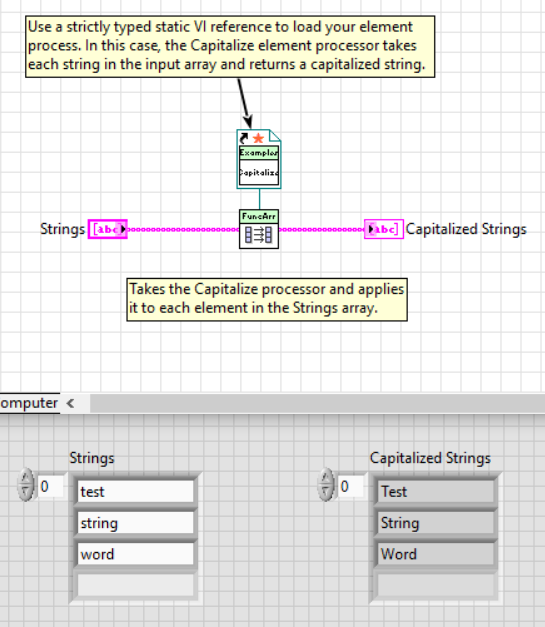 Use a strictly typed static VI reference to load your element
process. In this case, the Capitalize element processor takes
each string in the input array and returns a capitalized string.
Examples
Capitaliz
FuncArr
Strings [abc] [abc] Capitalized Strings
Takes the Capitalize processor and applies
it to each element in the Strings array.
omputer <
Strings Capitalized Strings
0 test 0 Test
string String
word Word